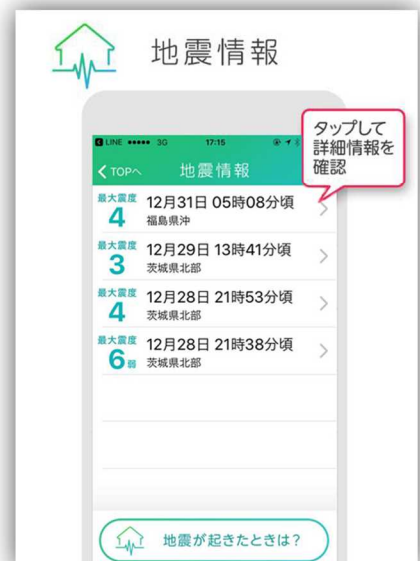 地震情報
タップして
詳細情報を
確認
LINE 3G 17:15
TOPへ 地震情報
最大震度 4 12月31日 05時08分頃
福島県沖
最大震度 3 12月29日 13時41分頃
茨城県北部
最大震度 4 12月28日 21時53分頃
茨城県北部
最大震度 6弱 12月28日 21時38分頃
茨城県北部
地震が起きたときは？